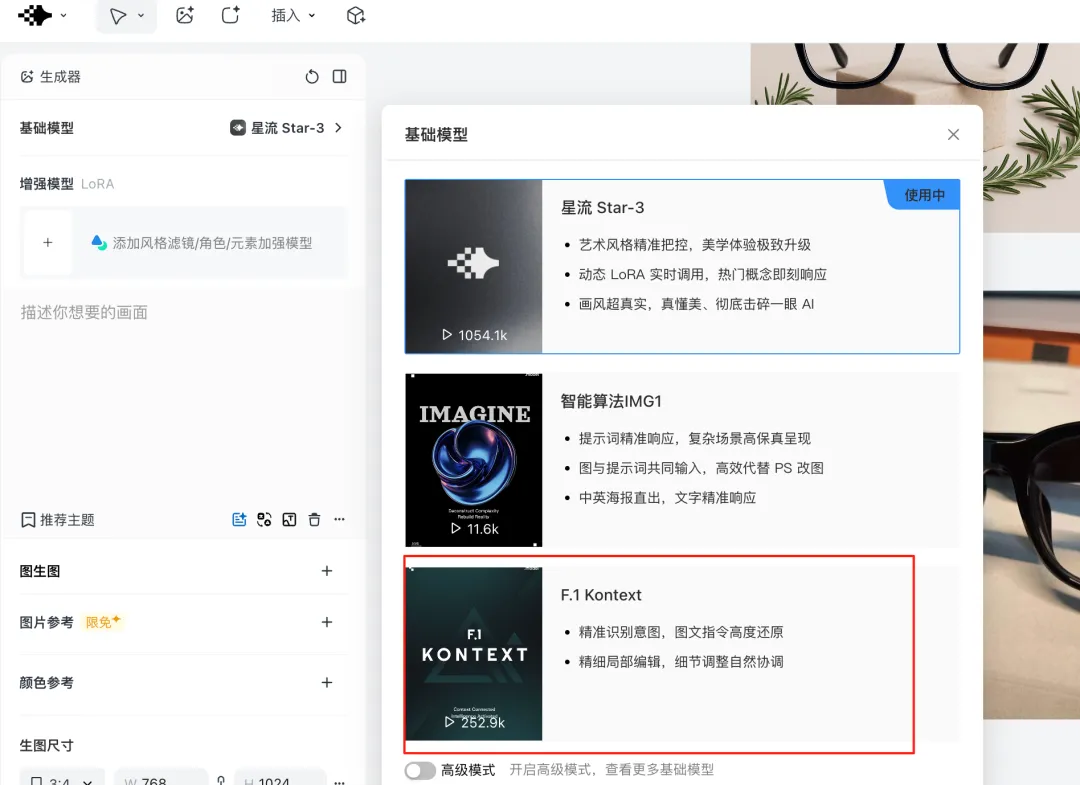 插入
生成器
基础模型
星流 Star-3
增强模型 LoRA
添加风格滤镜/角色/元素加强模型
描述你想要的画面
推荐主题
图生图
图片参考 限免
颜色参考
生图尺寸
3:4
W 768
H 1024
基础模型
使用中
星流 Star-3
艺术风格精准把控，美学体验极致升级
动态 LoRA 实时调用，热门概念即刻响应
画风超真实，真懂美、彻底击碎一眼 AI
1054.1k
IMAGINE
Deconstruct Complexity
Rebuild Reality
11.6k
智能算法IMG1
提示词精准响应，复杂场景高保真呈现
图与提示词共同输入，高效代替 PS 改图
中英海报直出，文字精准响应
F.1
KONTEXT
Context Connected
Intelligence Activated
252.9k
F.1 Kontext
精准识别意图，图文指令高度还原
精细局部编辑，细节调整自然协调
高级模式 开启高级模式，查看更多基础模型